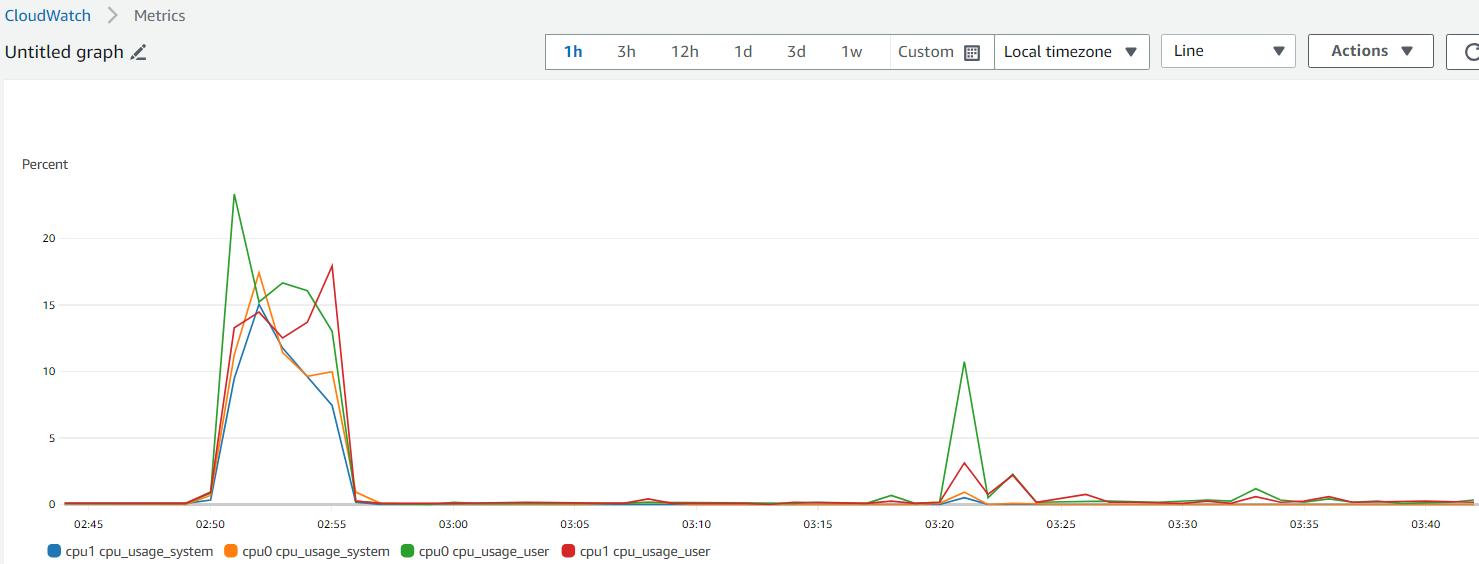 CloudWatch > Metrics
Untitled graph 1h 3h 12h 1d 3d 1w Custom Local timezone Line Actions
Percent
20
15
10
5
0
02:45 02:50 02:55 03:00 03:05 03:10 03:15 03:20 03:25 03:30 03:35 03:40
cpu1 cpu_usage_system cpu0 cpu_usage_system cpu0 cpu_usage_user cpu1 cpu_usage_user